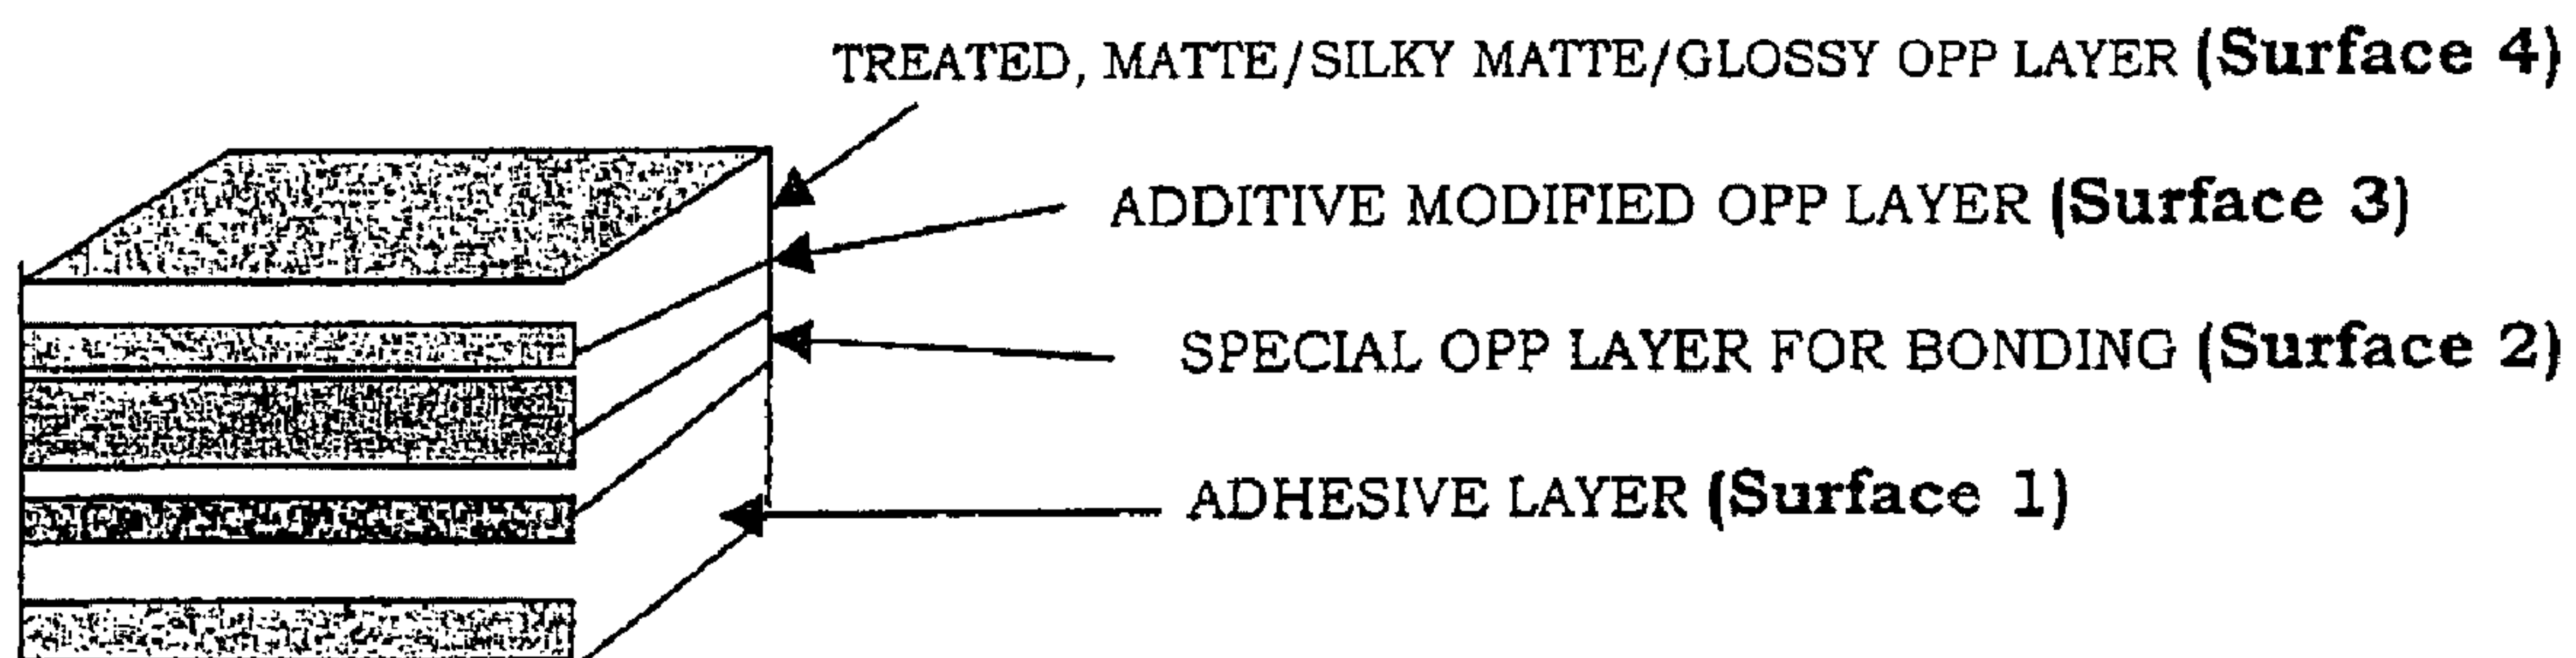 TREATED, MATTE/SILKY MATTE/GLOSSY OPP LAYER (Surface 4)
ADDITIVE MODIFIED OPP LAYER (Surface 3)
SPECIAL OPP LAYER FOR BONDING (Surface 2)
ADHESIVE LAYER (Surface 1)